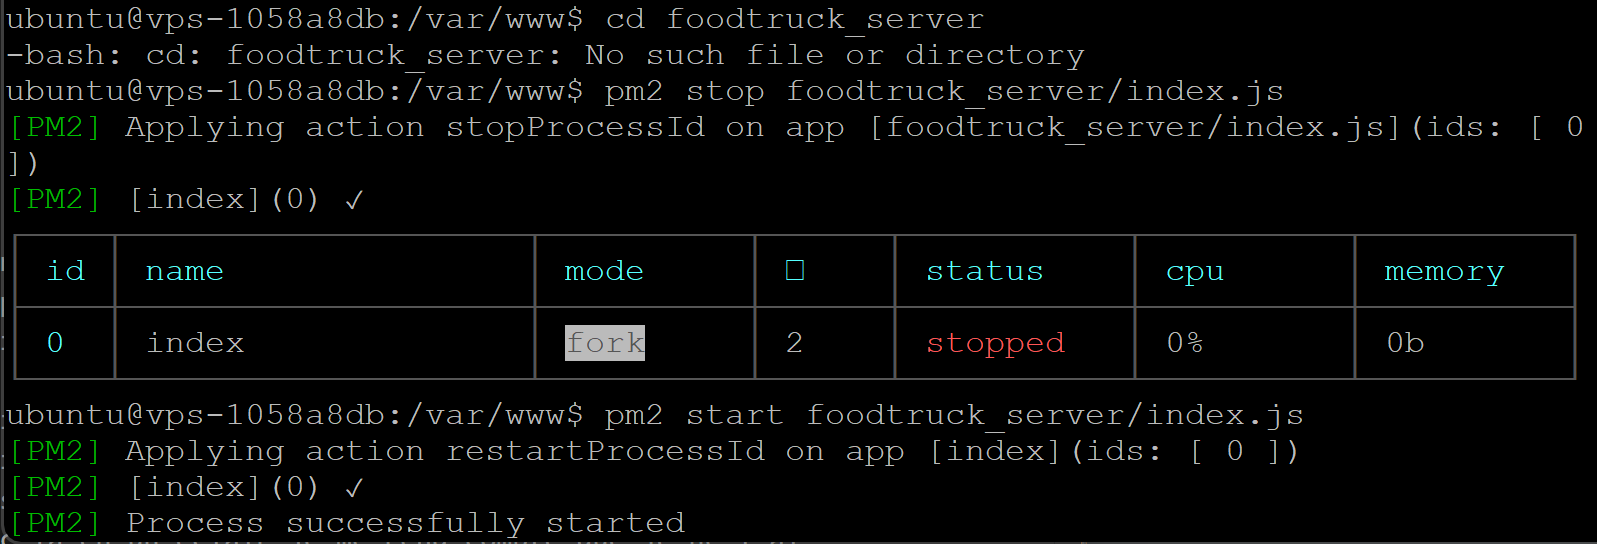 ubuntu@vps-1058a8db:/var/www$ cd foodtruck_server
-bash: cd: foodtruck_server: No such file or directory
ubuntu@vps-1058a8db:/var/www$ pm2 stop foodtruck_server/index.js
[PM2] Applying action stopProcessId on app [foodtruck_server/index.js](ids: [ 0
])
[PM2] [index](0) ✓
id name mode □ status cpu memory
0 index fork 2 stopped 0% 0b
ubuntu@vps-1058a8db:/var/www$ pm2 start foodtruck_server/index.js
[PM2] Applying action restartProcessId on app [index](ids: [ 0 ])
[PM2] [index](0) ✓
[PM2] Process successfully started